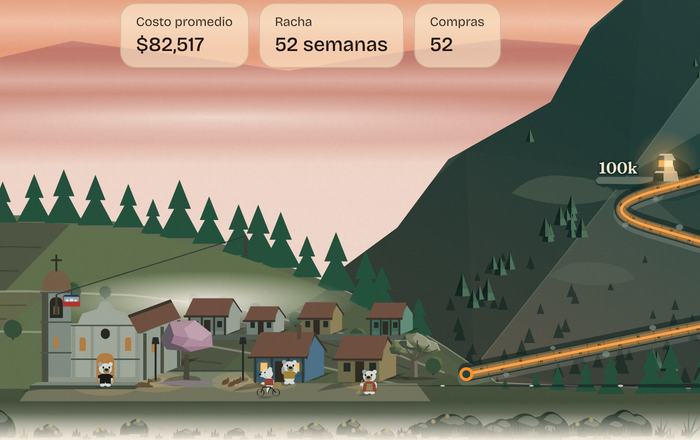 Costo promedio
$82,517
Racha
52 semanas
Compras
52
100k